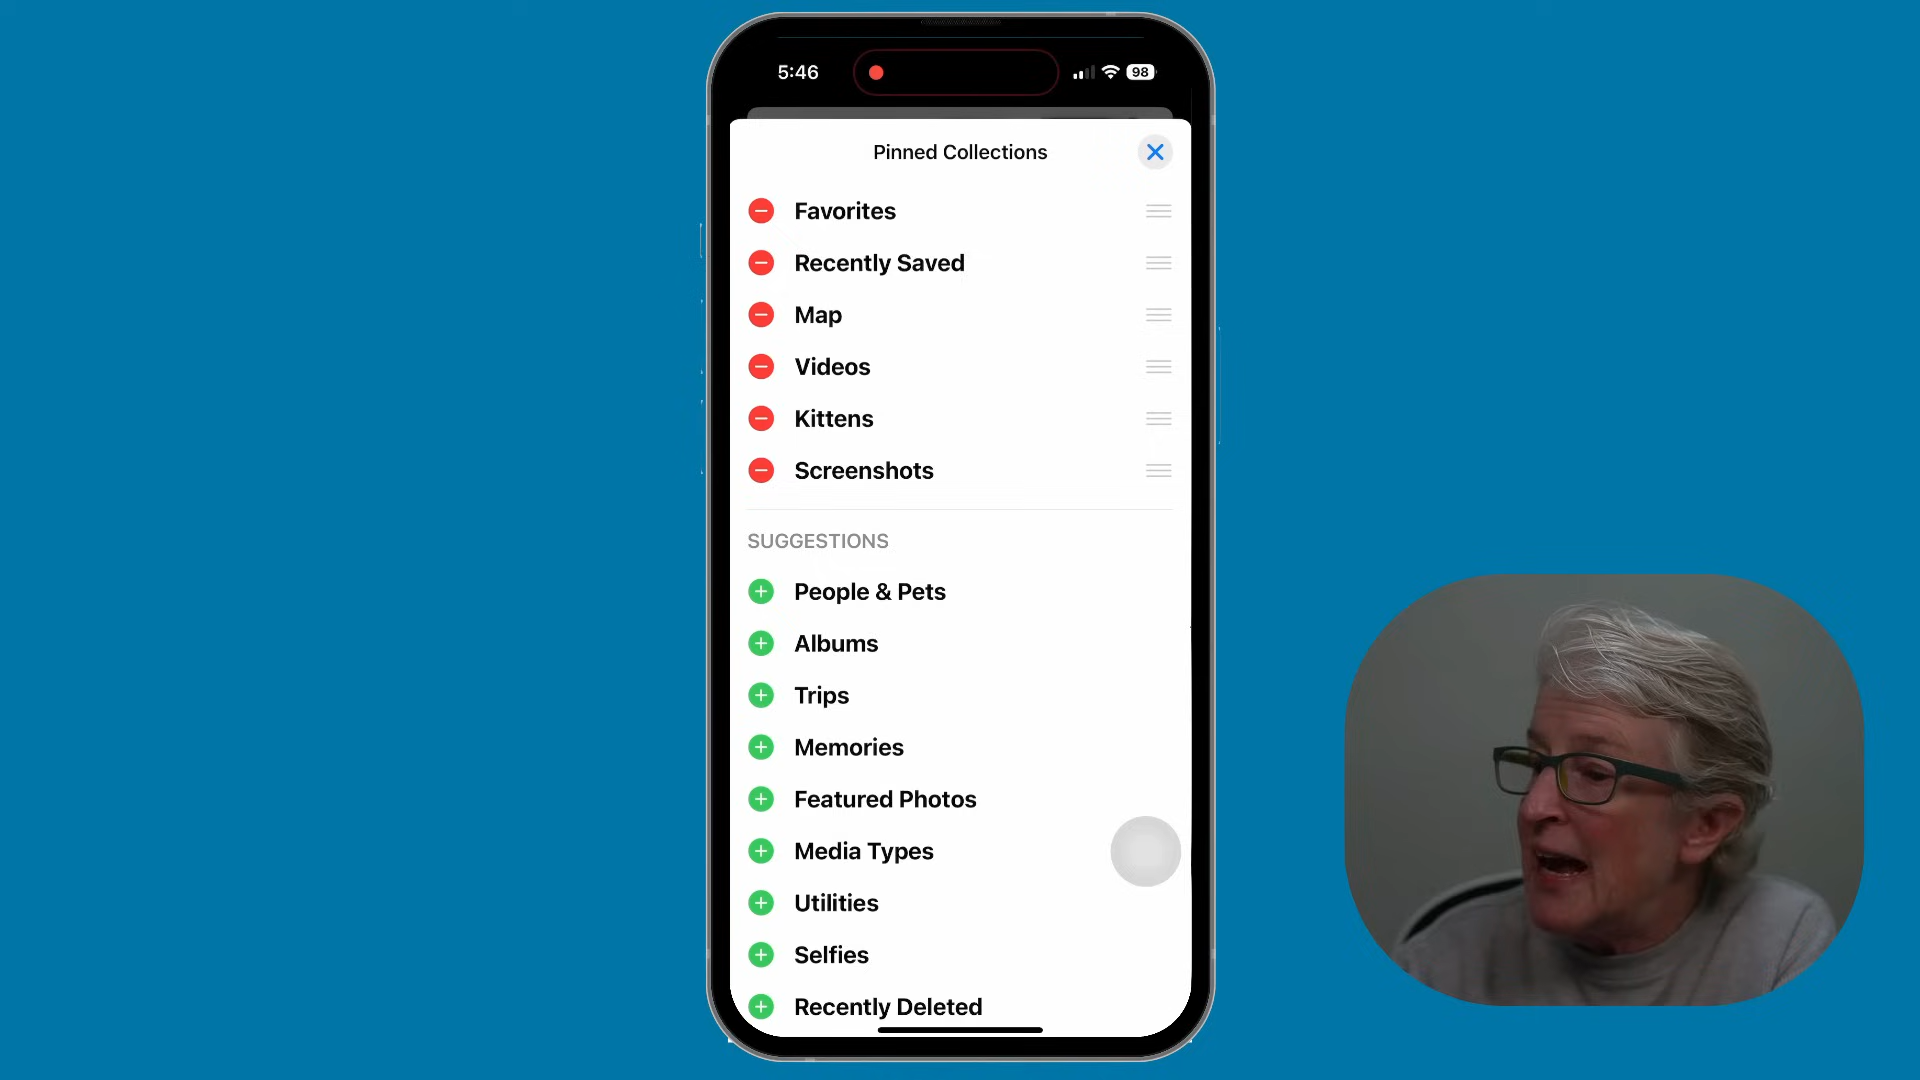 5:46
98
Pinned Collections
Favorites
Recently Saved
Map
Videos
Kittens
Screenshots
SUGGESTIONS
People & Pets
Albums
Trips
Memories
Featured Photos
Media Types
Utilities
Selfies
Recently Deleted